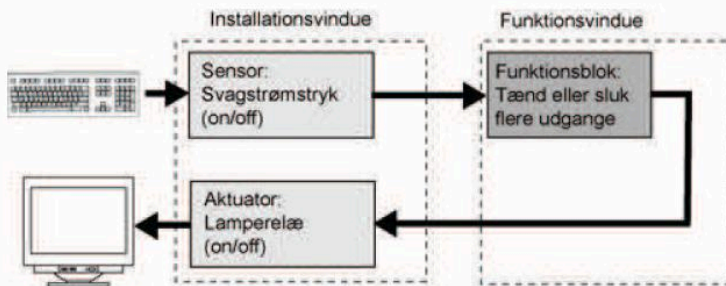 Installationsvindue
Funktionsvindue
Sensor:
Svagstrømstryk
(on/off)
Funktionsblok:
Tænd eller sluk
flere udgange
Aktuator:
Lamperelæ
(on/off)